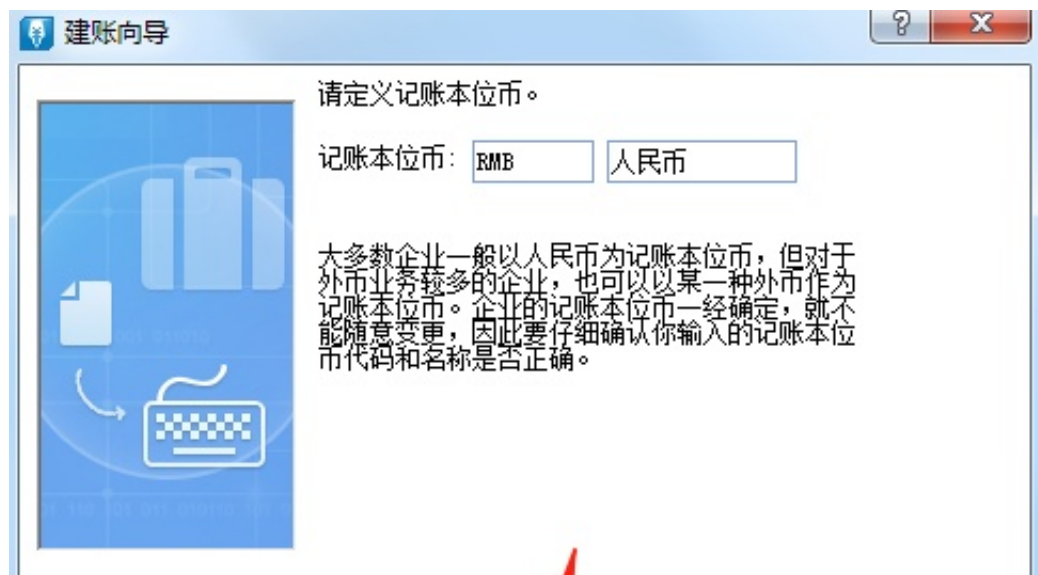 建账向导
请定义记账本位币。
记账本位币: RMB 人民币
大多数企业一般以人民币为记账本位币，但对于
外币业务较多的企业，也可以以某一种外币作为
记账本位币。企业的记账本位币一经确定，就不
能随意变更，因此要仔细确认你输入的记账本位
币代码和名称是否正确。